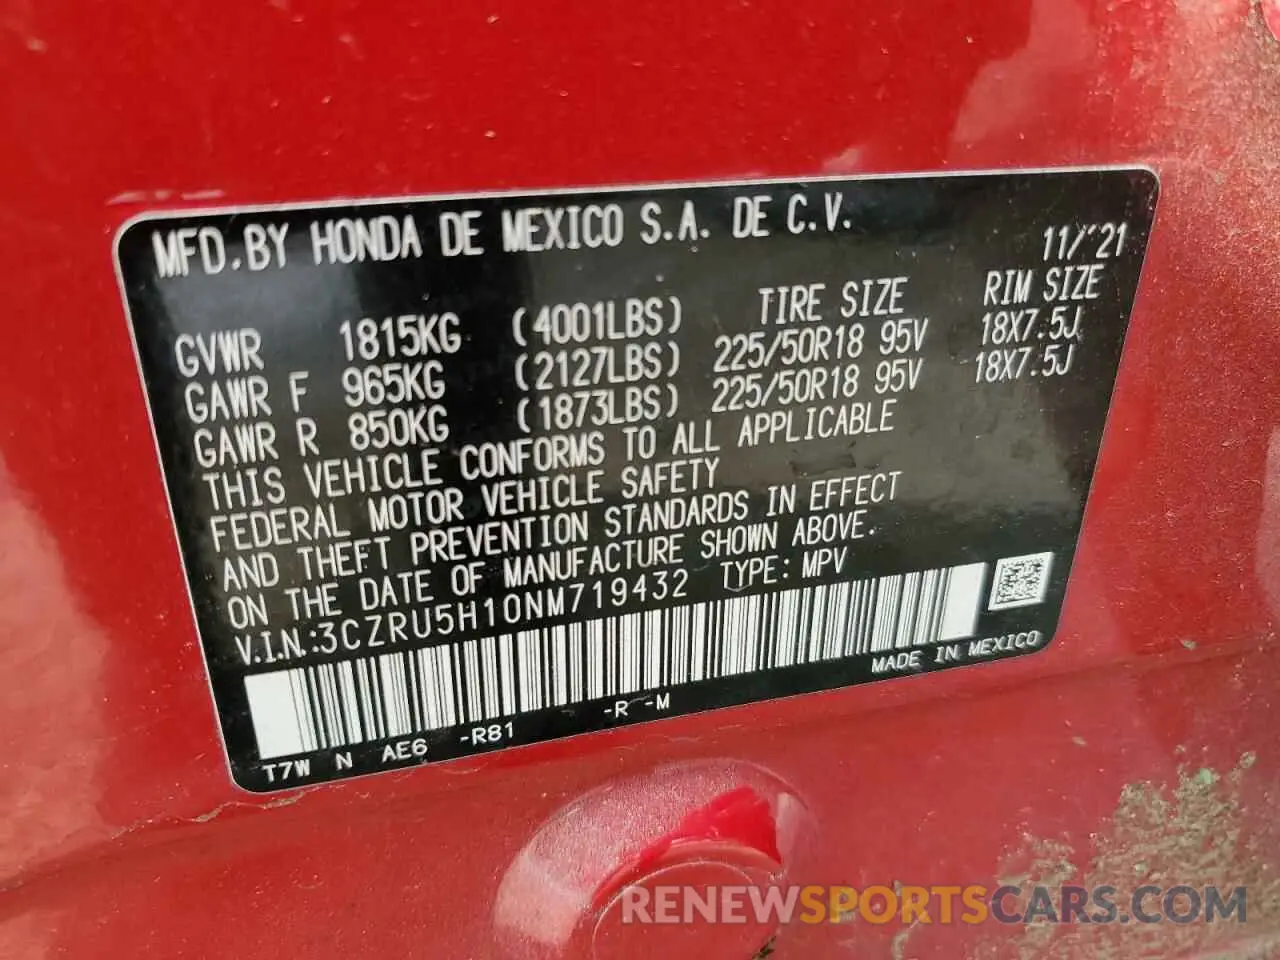 MFD.BY HONDA DE MEXICO S.A. DE C.V.
11/'21
TIRE SIZE RIM SIZE
GVWR 1815KG (4001LBS)
GAWR F 965KG (2127LBS) 225/50R18 95V 18X7.5J
GAWR R 850KG (1873LBS) 225/50R18 95V 18X7.5J
THIS VEHICLE CONFORMS TO ALL APPLICABLE
FEDERAL MOTOR VEHICLE SAFETY
AND THEFT PREVENTION STANDARDS IN EFFECT
ON THE DATE OF MANUFACTURE SHOWN ABOVE.
V.I.N.:3CZRU5H10NM719432 TYPE: MPV
MADE IN MEXICO
T7W N AE6 -R81 -R -M
RENEWSPORTSCARS.COM